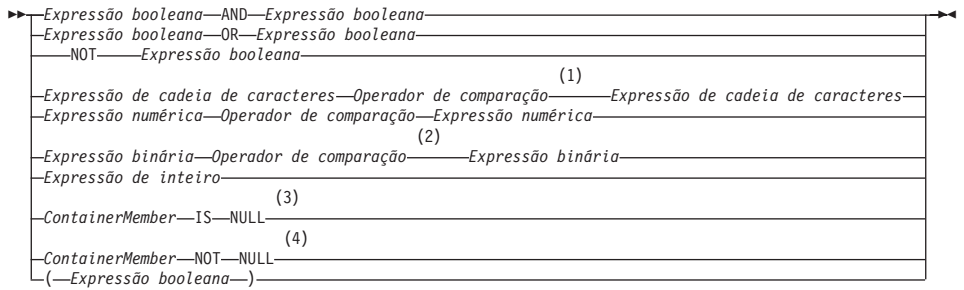 Expressão booleana AND Expressão booleana
Expressão booleana OR Expressão booleana
NOT Expressão booleana
(1)
Expressão de cadeia de caracteres Operador de comparação Expressão de cadeia de caracteres
Expressão numérica Operador de comparação Expressão numérica
(2)
Expressão binária Operador de comparação Expressão binária
Expressão de inteiro
(3)
ContainerMember IS NULL
(4)
ContainerMember NOT NULL
( Expressão booleana )